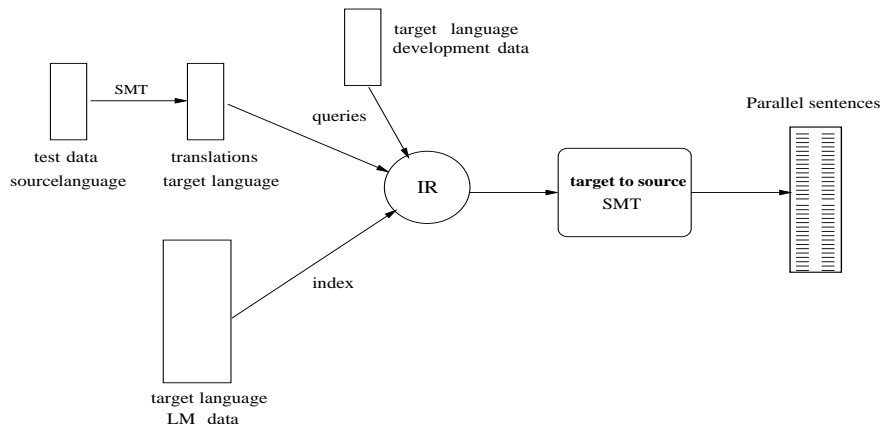 target language
development data
SMT
queries
Parallel sentences
test data
sourcelanguage
translations
target language
IR
target to source
SMT
index
target language
LM data